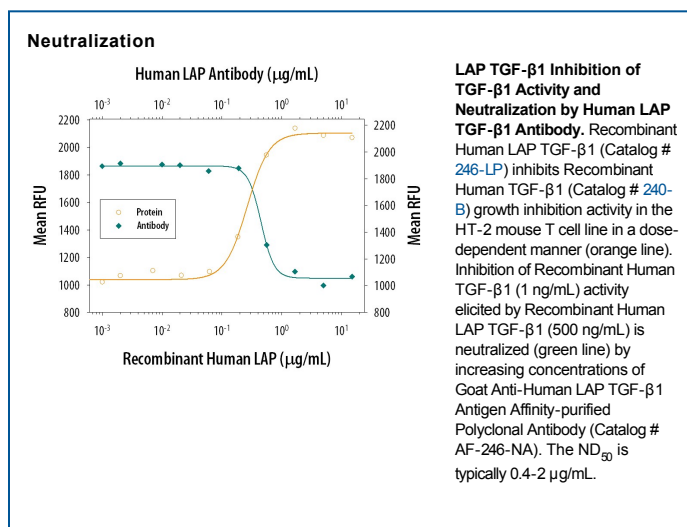 Neutralization
Human LAP Antibody (μg/mL)
10⁻³ 10⁻² 10⁻¹ 10⁰ 10¹
2200
2000
1800
1600
1400
1200
1000
800
Mean RFU
Protein
Antibody
2200
2000
1800
1600
1400
1200
1000
800
Mean RFU
10⁻³ 10⁻² 10⁻¹ 10⁰ 10¹
Recombinant Human LAP (μg/mL)
LAP TGF-β1 Inhibition of
TGF-β1 Activity and
Neutralization by Human LAP
TGF-β1 Antibody. Recombinant
Human LAP TGF-β1 (Catalog #
246-LP) inhibits Recombinant
Human TGF-β1 (Catalog # 240-
B) growth inhibition activity in the
HT-2 mouse T cell line in a dose-
dependent manner (orange line).
Inhibition of Recombinant Human
TGF-β1 (1 ng/mL) activity
elicited by Recombinant Human
LAP TGF-β1 (500 ng/mL) is
neutralized (green line) by
increasing concentrations of
Goat Anti-Human LAP TGF-β1
Antigen Affinity-purified
Polyclonal Antibody (Catalog #
AF-246-NA). The ND₅₀ is
typically 0.4-2 μg/mL.